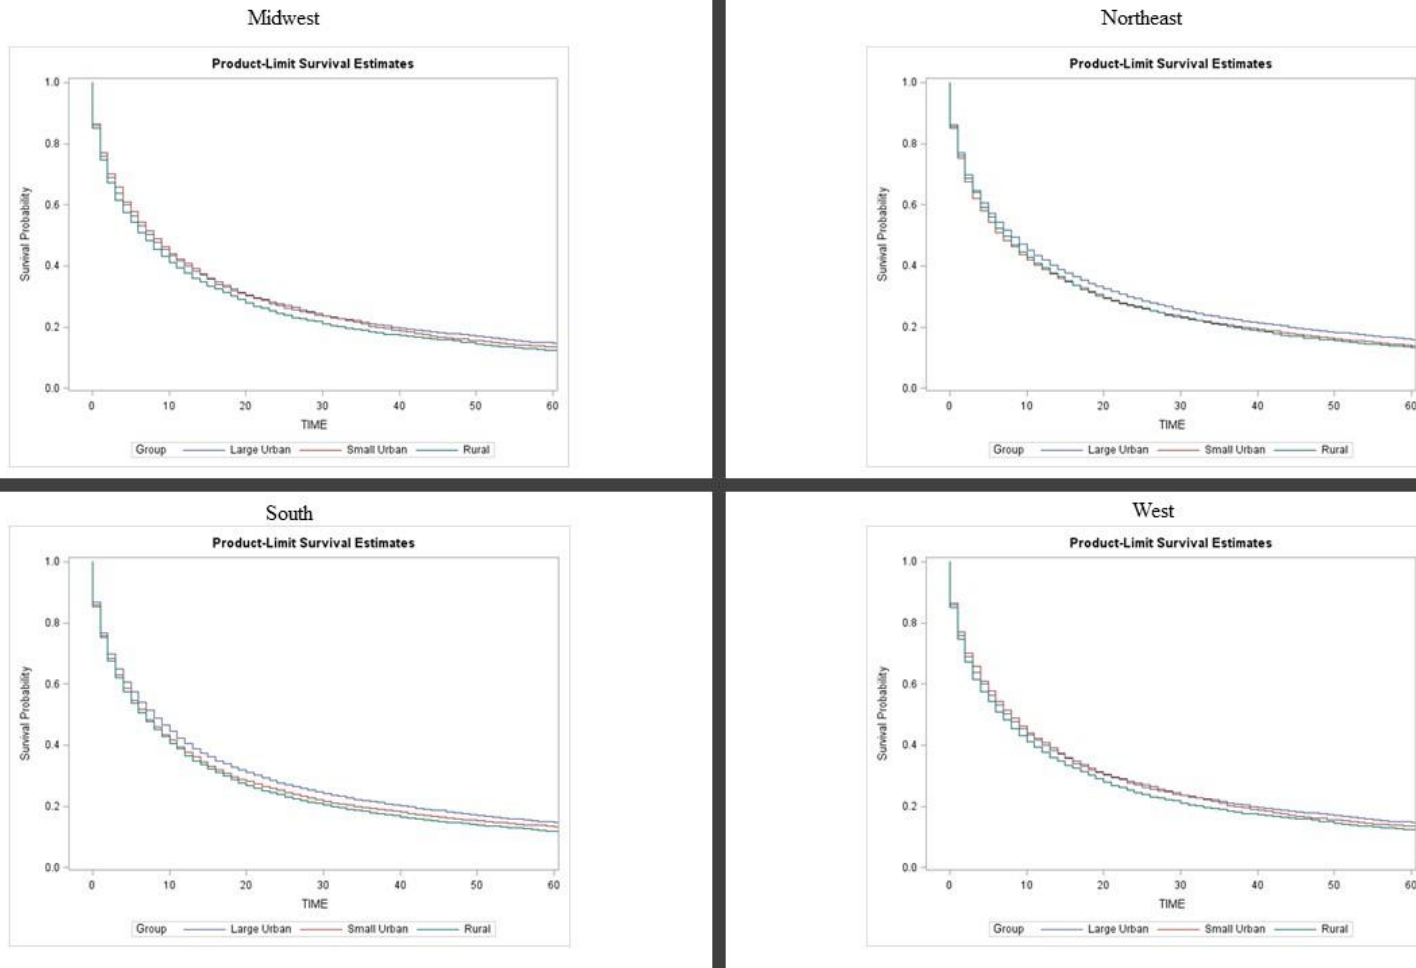 Midwest
Product-Limit Survival Estimates
1.0
0.8
0.6
0.4
0.2
0.0
Survival Probability
0 10 20 30 40 50 60
TIME
Group Large Urban Small Urban Rural
Northeast
Product-Limit Survival Estimates
1.0
0.8
0.6
0.4
0.2
0.0
Survival Probability
0 10 20 30 40 50 60
TIME
Group Large Urban Small Urban Rural
South
Product-Limit Survival Estimates
1.0
0.8
0.6
0.4
0.2
0.0
Survival Probability
0 10 20 30 40 50 60
TIME
Group Large Urban Small Urban Rural
West
Product-Limit Survival Estimates
1.0
0.8
0.6
0.4
0.2
0.0
Survival Probability
0 10 20 30 40 50 60
TIME
Group Large Urban Small Urban Rural